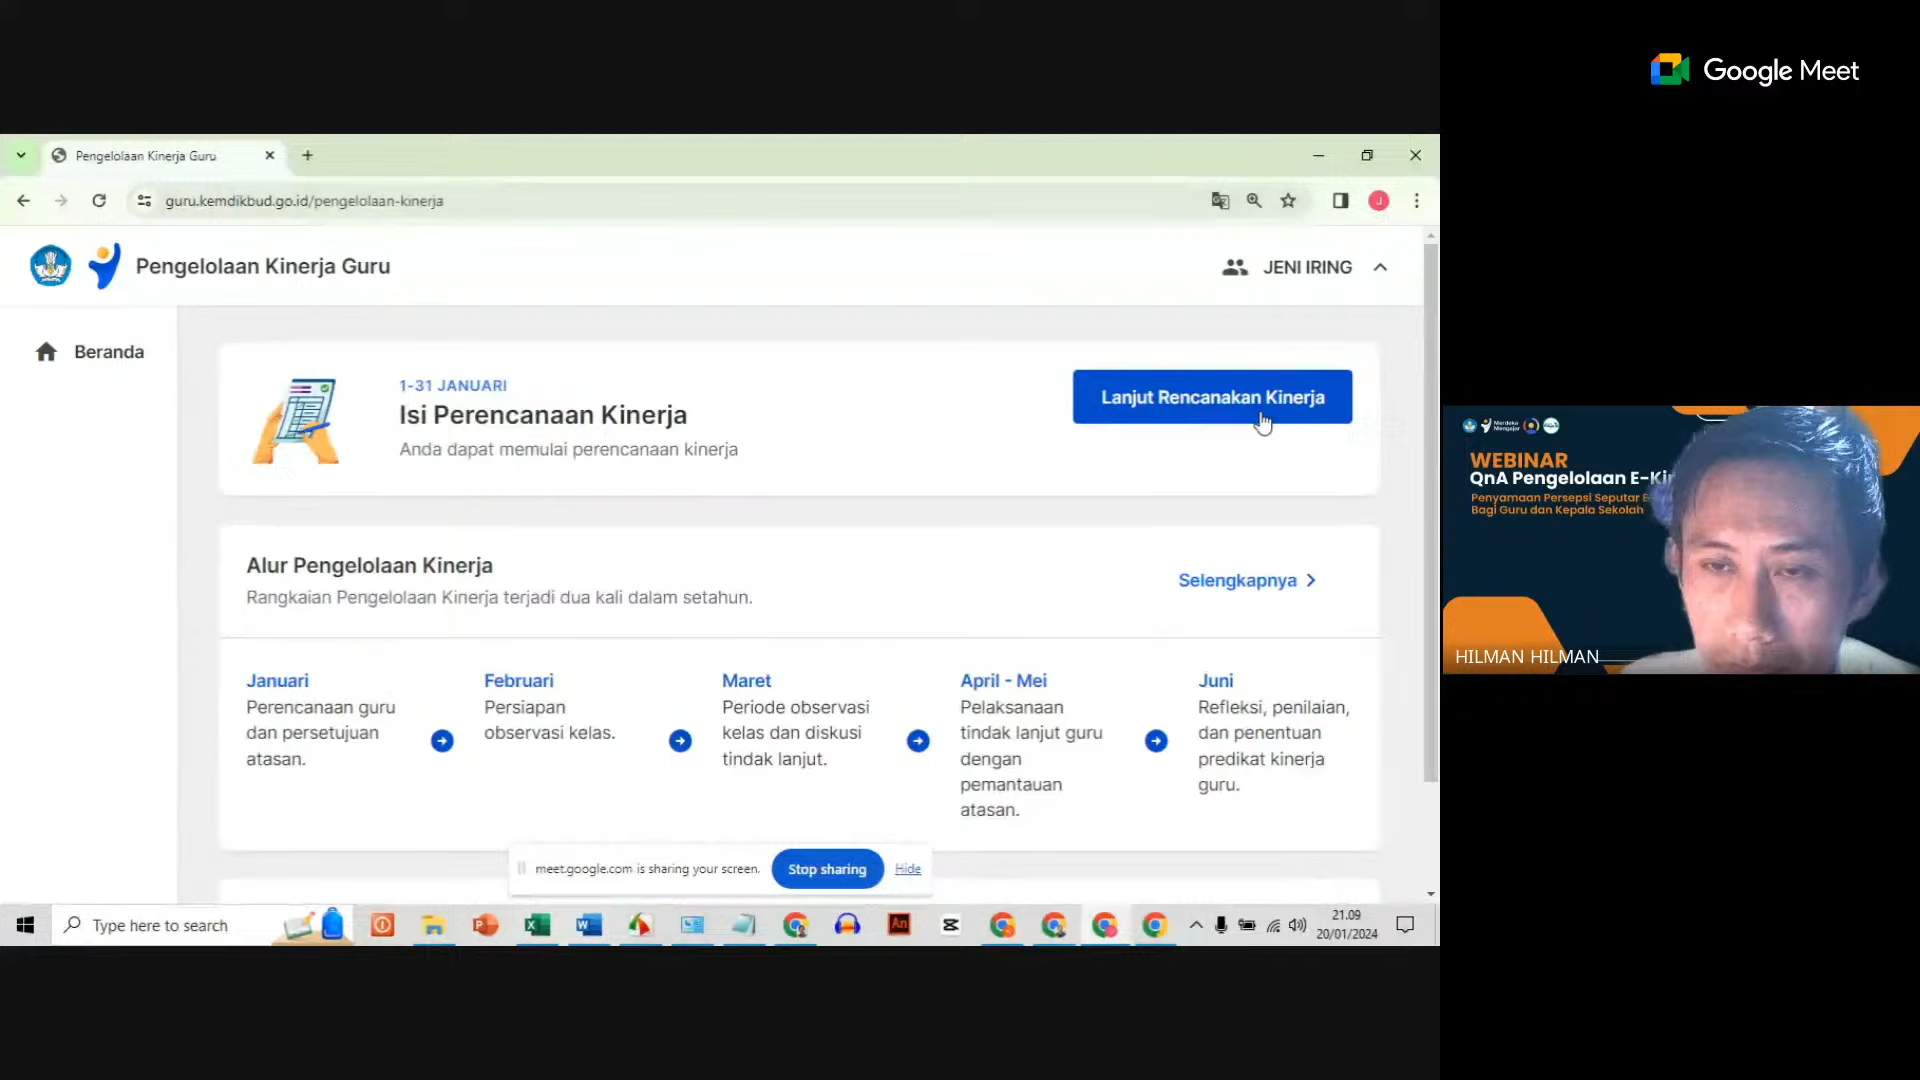 Google Meet
Pengelolaan Kinerja Guru
guru.kemdikbud.go.id/pengelolaan-kinerja
J
Pengelolaan Kinerja Guru
JENI IRING
Beranda
1-31 JANUARI
Isi Perencanaan Kinerja
Anda dapat memulai perencanaan kinerja
Lanjut Rencanakan Kinerja
Alur Pengelolaan Kinerja
Rangkaian Pengelolaan Kinerja terjadi dua kali dalam setahun.
Selengkapnya
Januari
Perencanaan guru
dan persetujuan
atasan.
Februari
Persiapan
observasi kelas.
Maret
Periode observasi
kelas dan diskusi
tindak lanjut.
April - Mei
Pelaksanaan
tindak lanjut guru
dengan
pemantauan
atasan.
Juni
Refleksi, penilaian,
dan penentuan
predikat kinerja
guru.
meet.google.com is sharing your screen.
Stop sharing
Hide
Type here to search
An
21.09
20/01/2024
Merdeka
Mengajar
WEBINAR
QnA Pengelolaan E-Kin
Penyamaan Persepsi Seputar
Bagi Guru dan Kepala Sekolah
HILMAN HILMAN